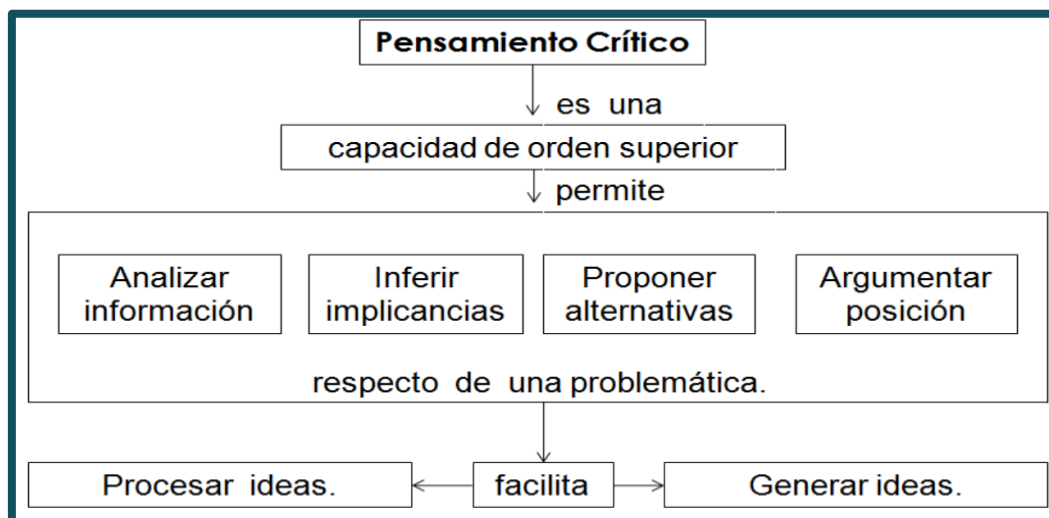 Pensamiento Crítico
es una
capacidad de orden superior
permite
Analizar
información
Inferir
implicancias
Proponer
alternativas
Argumentar
posición
respecto de una problemática.
Procesar ideas.
facilita
Generar ideas.